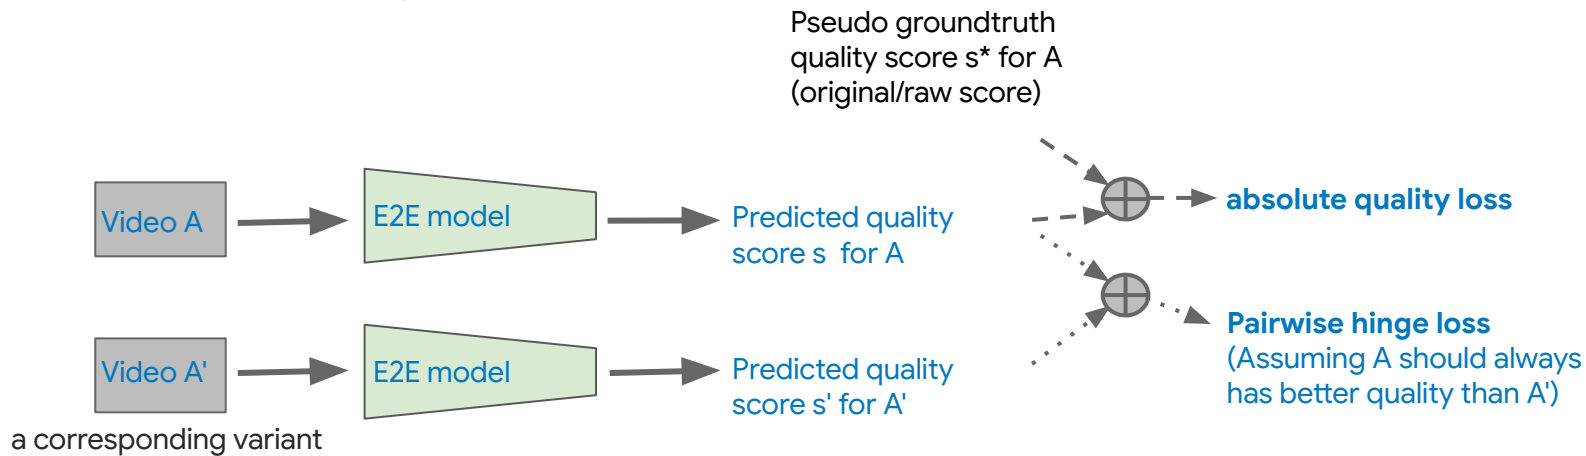 Pseudo groundtruth
quality score s* for A
(original/raw score)
Video A
E2E model
Predicted quality
score s for A
absolute quality loss
Video A'
E2E model
Predicted quality
score s' for A'
Pairwise hinge loss
(Assuming A should always
has better quality than A')
a corresponding variant